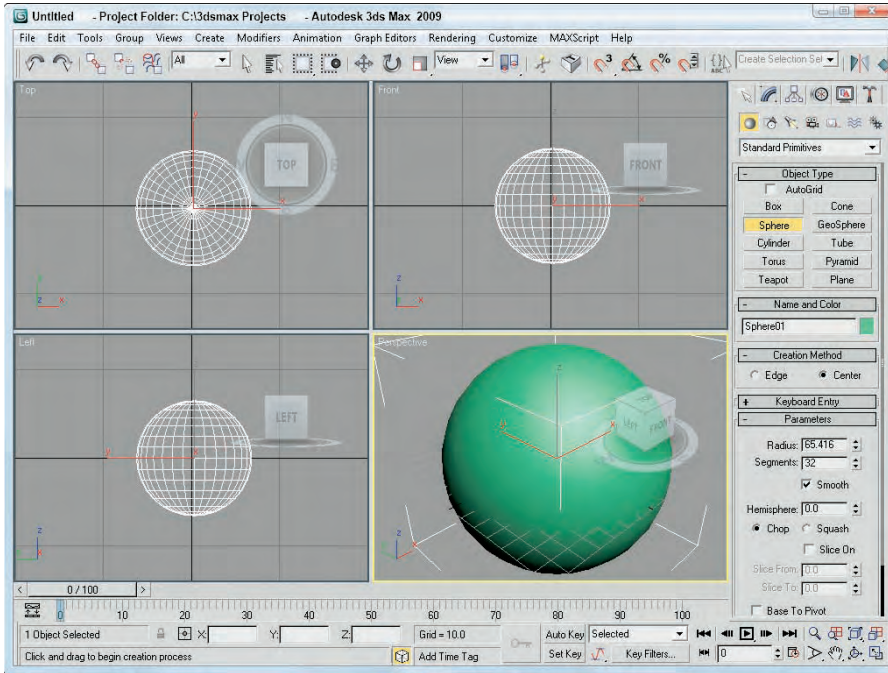 Untitled - Project Folder: C:\3dsmax Projects - Autodesk 3ds Max 2009
File Edit Tools Group Views Create Modifiers Animation Graph Editors Rendering Customize MAXScript Help
All
View
3
%
ABC
Create Selection Sel
Top
TOP
y
x
z x
Front
FRONT
y x
z
x
Left
LEFT
y x
z
Perspective
z
x
FRONT
z
x
Standard Primitives
- Object Type
AutoGrid
Box Cone
Sphere GeoSphere
Cylinder Tube
Torus Pyramid
Teapot Plane
- Name and Color
Sphere01
- Creation Method
Edge Center
+ Keyboard Entry
- Parameters
Radius: 65.416
Segments: 32
Smooth
Hemisphere: 0.0
Chop Squash
Slice On
Slice From: 0.0
Slice To: 0.0
Base To Pivot
< 0 / 100 >
0 10 20 30 40 50 60 70 80 90 100
1 Object Selected X: Y: Z: Grid = 10.0 Auto Key Selected
Click and drag to begin creation process Add Time Tag Set Key Key Filters... 0